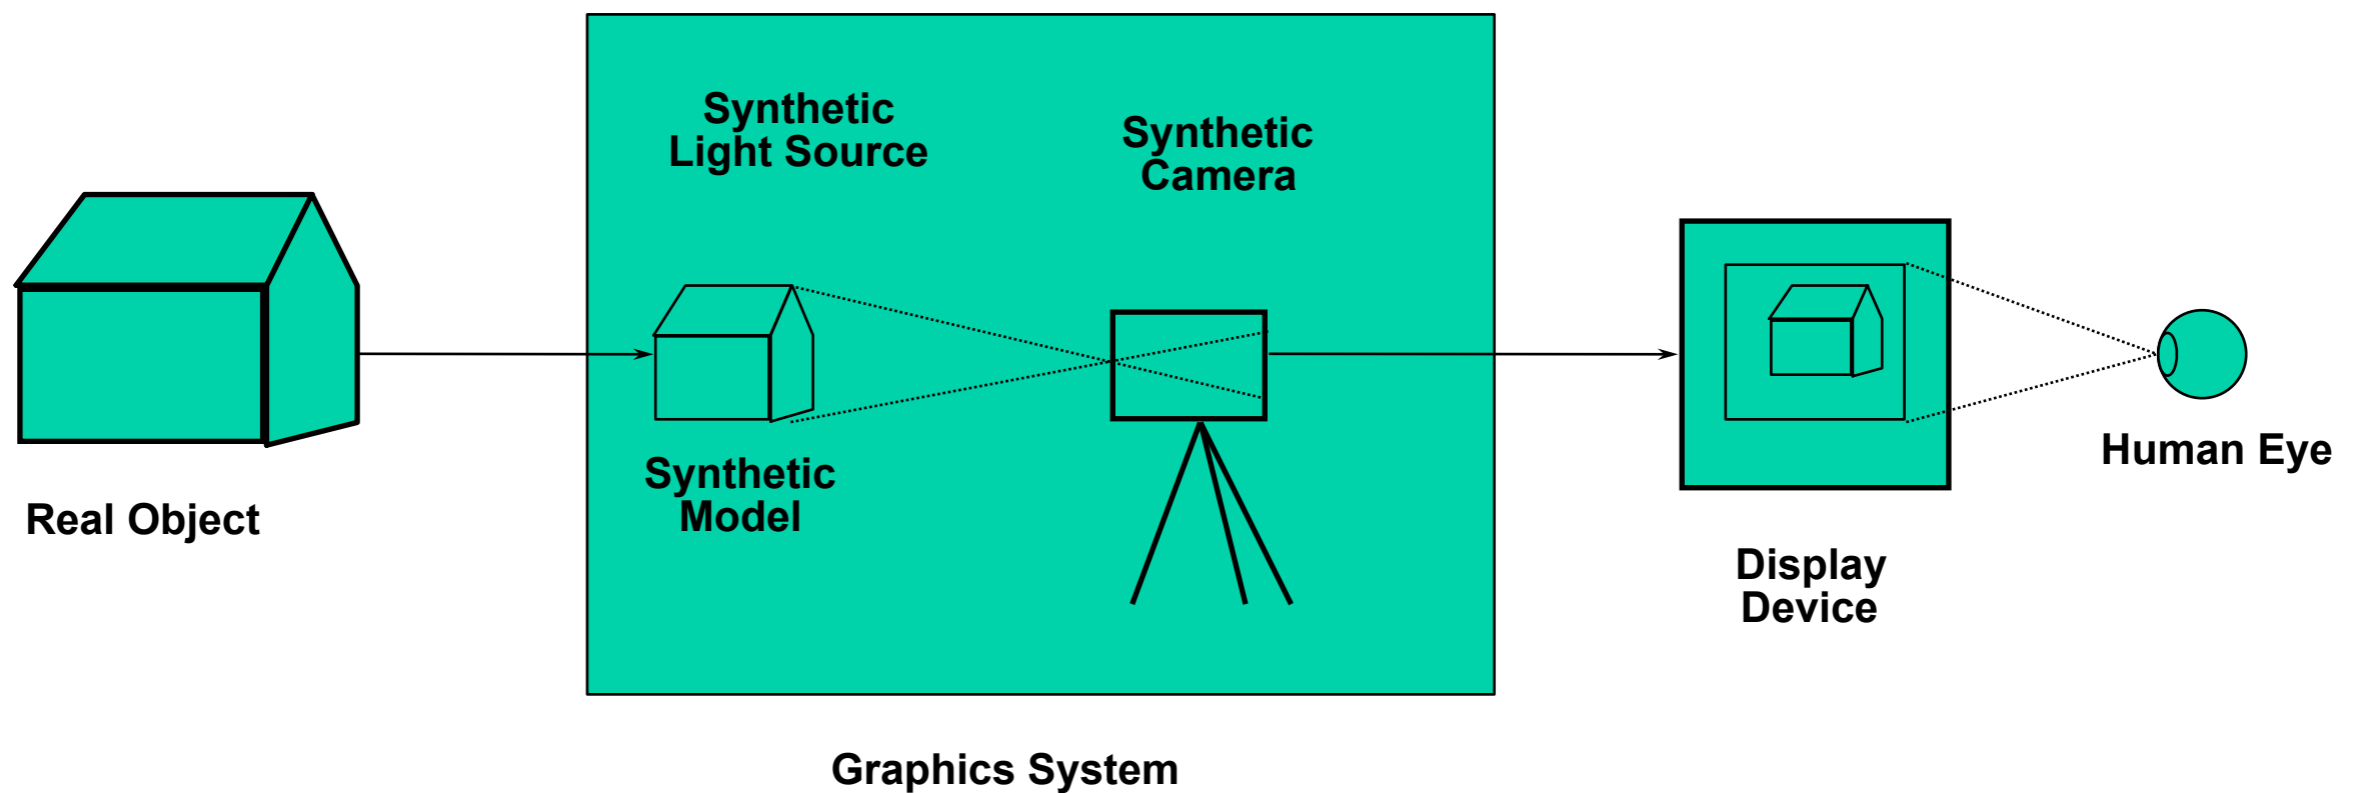 Synthetic
Light Source
Synthetic
Camera
Synthetic
Model
Real Object
Human Eye
Display
Device
Graphics System